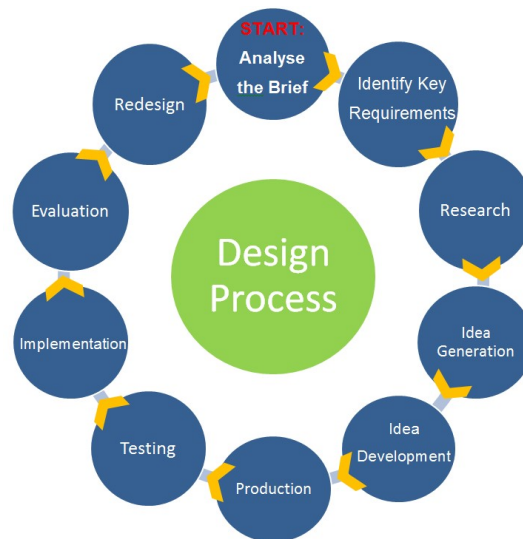 START:
Analyse
the Brief
Identify Key
Requirements
Research
Idea
Generation
Idea
Development
Production
Testing
Implementation
Evaluation
Redesign
Design
Process